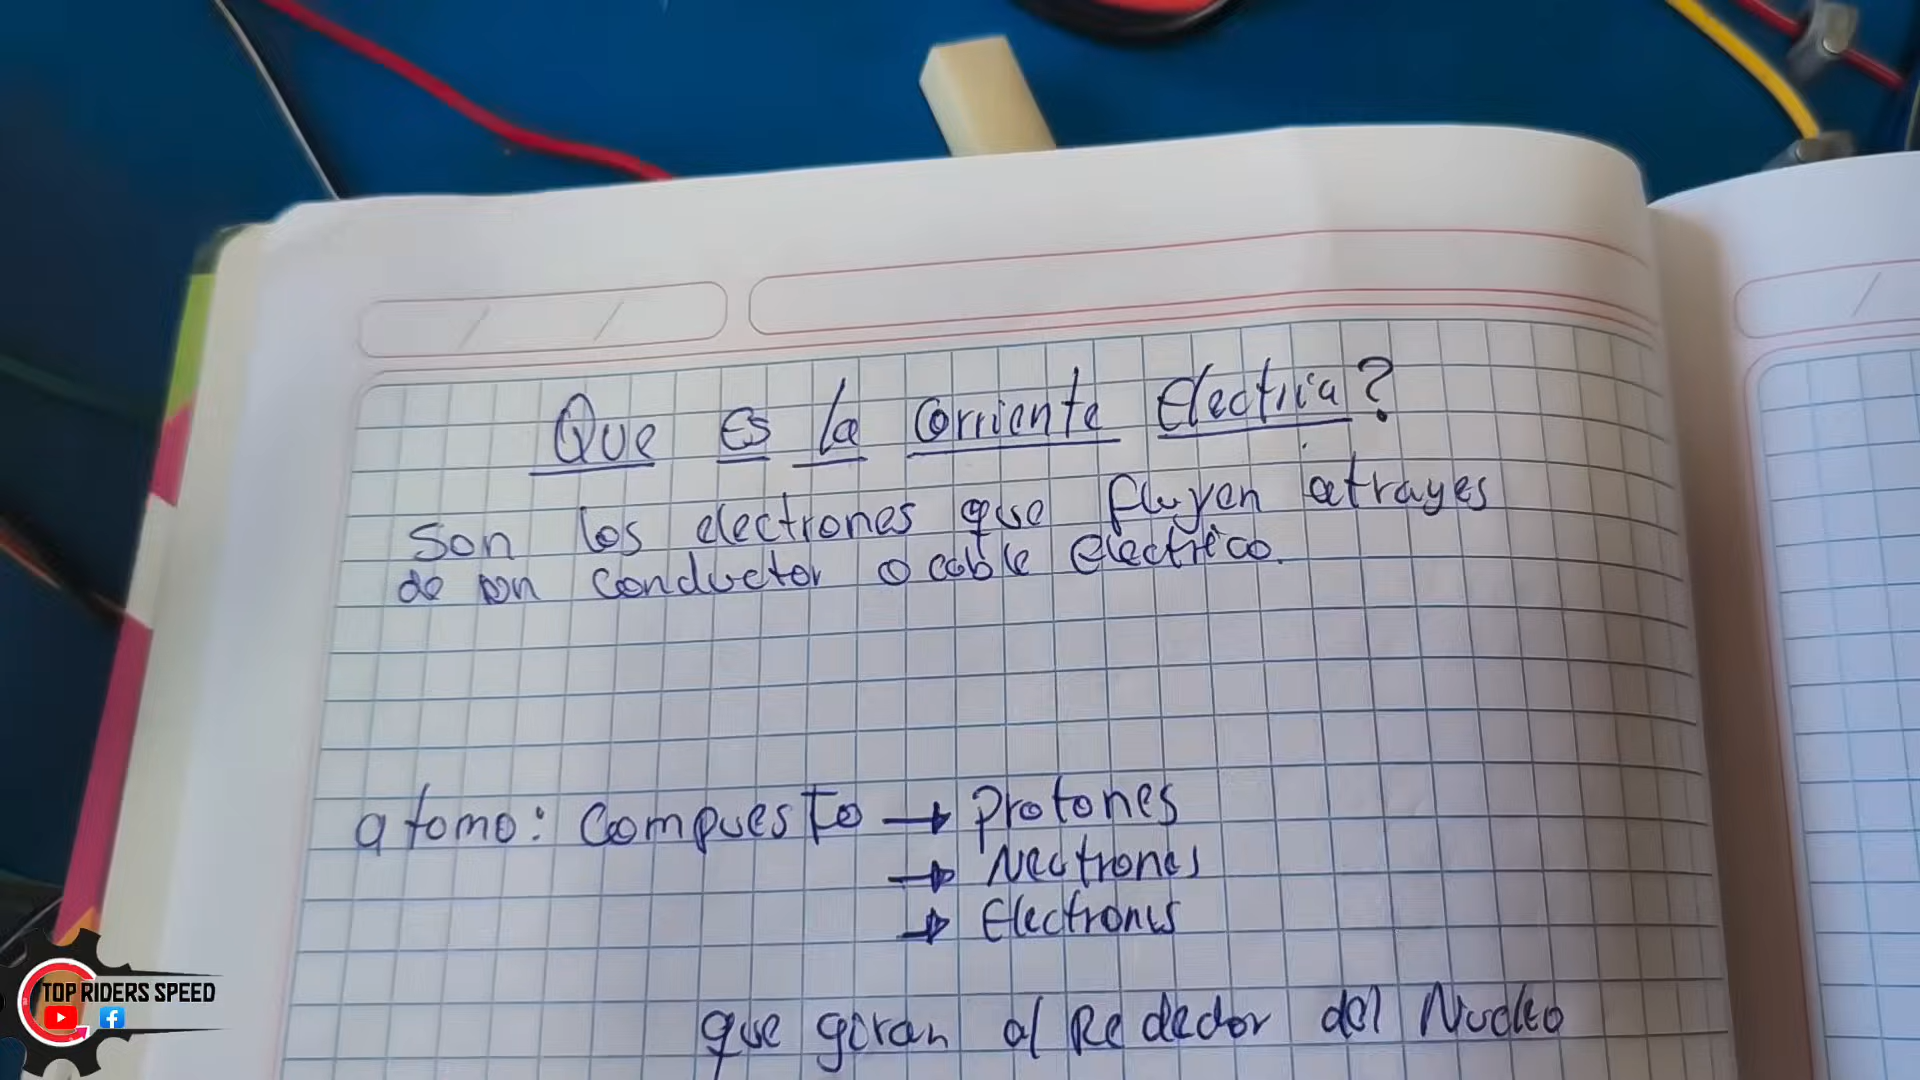 Que es la corriente Electrica?
Son los electrones que fluyen atrayes
de un conductor o cable electrico.
atomo: Compuesto → Protones
→ Neutrones
→ Electrones
que giran al Rededor del Nucleo
TOP RIDERS SPEED